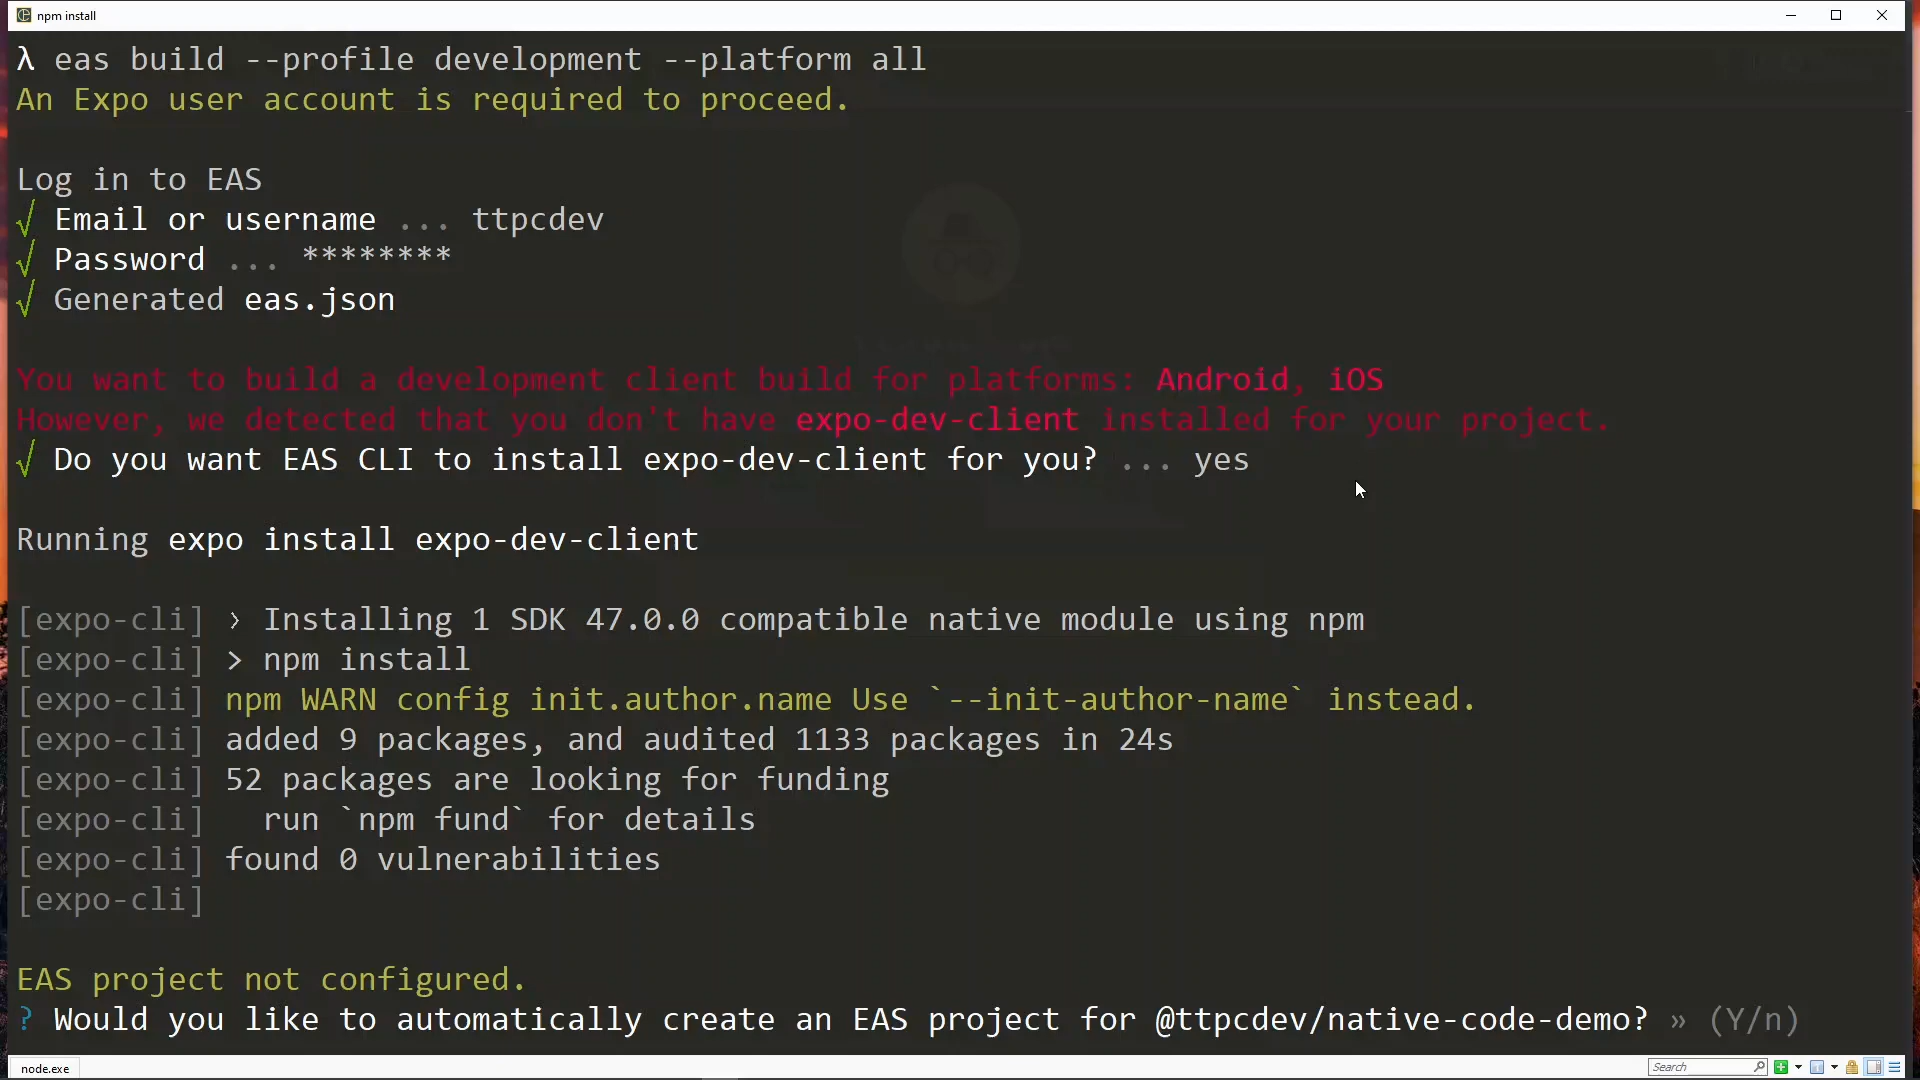 npm install
λ eas build --profile development --platform all
An Expo user account is required to proceed.
Log in to EAS
√ Email or username ... ttpcdev
√ Password ... ********
√ Generated eas.json
You want to build a development client build for platforms: Android, iOS
However, we detected that you don't have expo-dev-client installed for your project.
√ Do you want EAS CLI to install expo-dev-client for you? ... yes
Running expo install expo-dev-client
[expo-cli] › Installing 1 SDK 47.0.0 compatible native module using npm
[expo-cli] > npm install
[expo-cli] npm WARN config init.author.name Use `--init-author-name` instead.
[expo-cli] added 9 packages, and audited 1133 packages in 24s
[expo-cli] 52 packages are looking for funding
[expo-cli]   run `npm fund` for details
[expo-cli] found 0 vulnerabilities
[expo-cli]
EAS project not configured.
? Would you like to automatically create an EAS project for @ttpcdev/native-code-demo? » (Y/n)
node.exe
Search